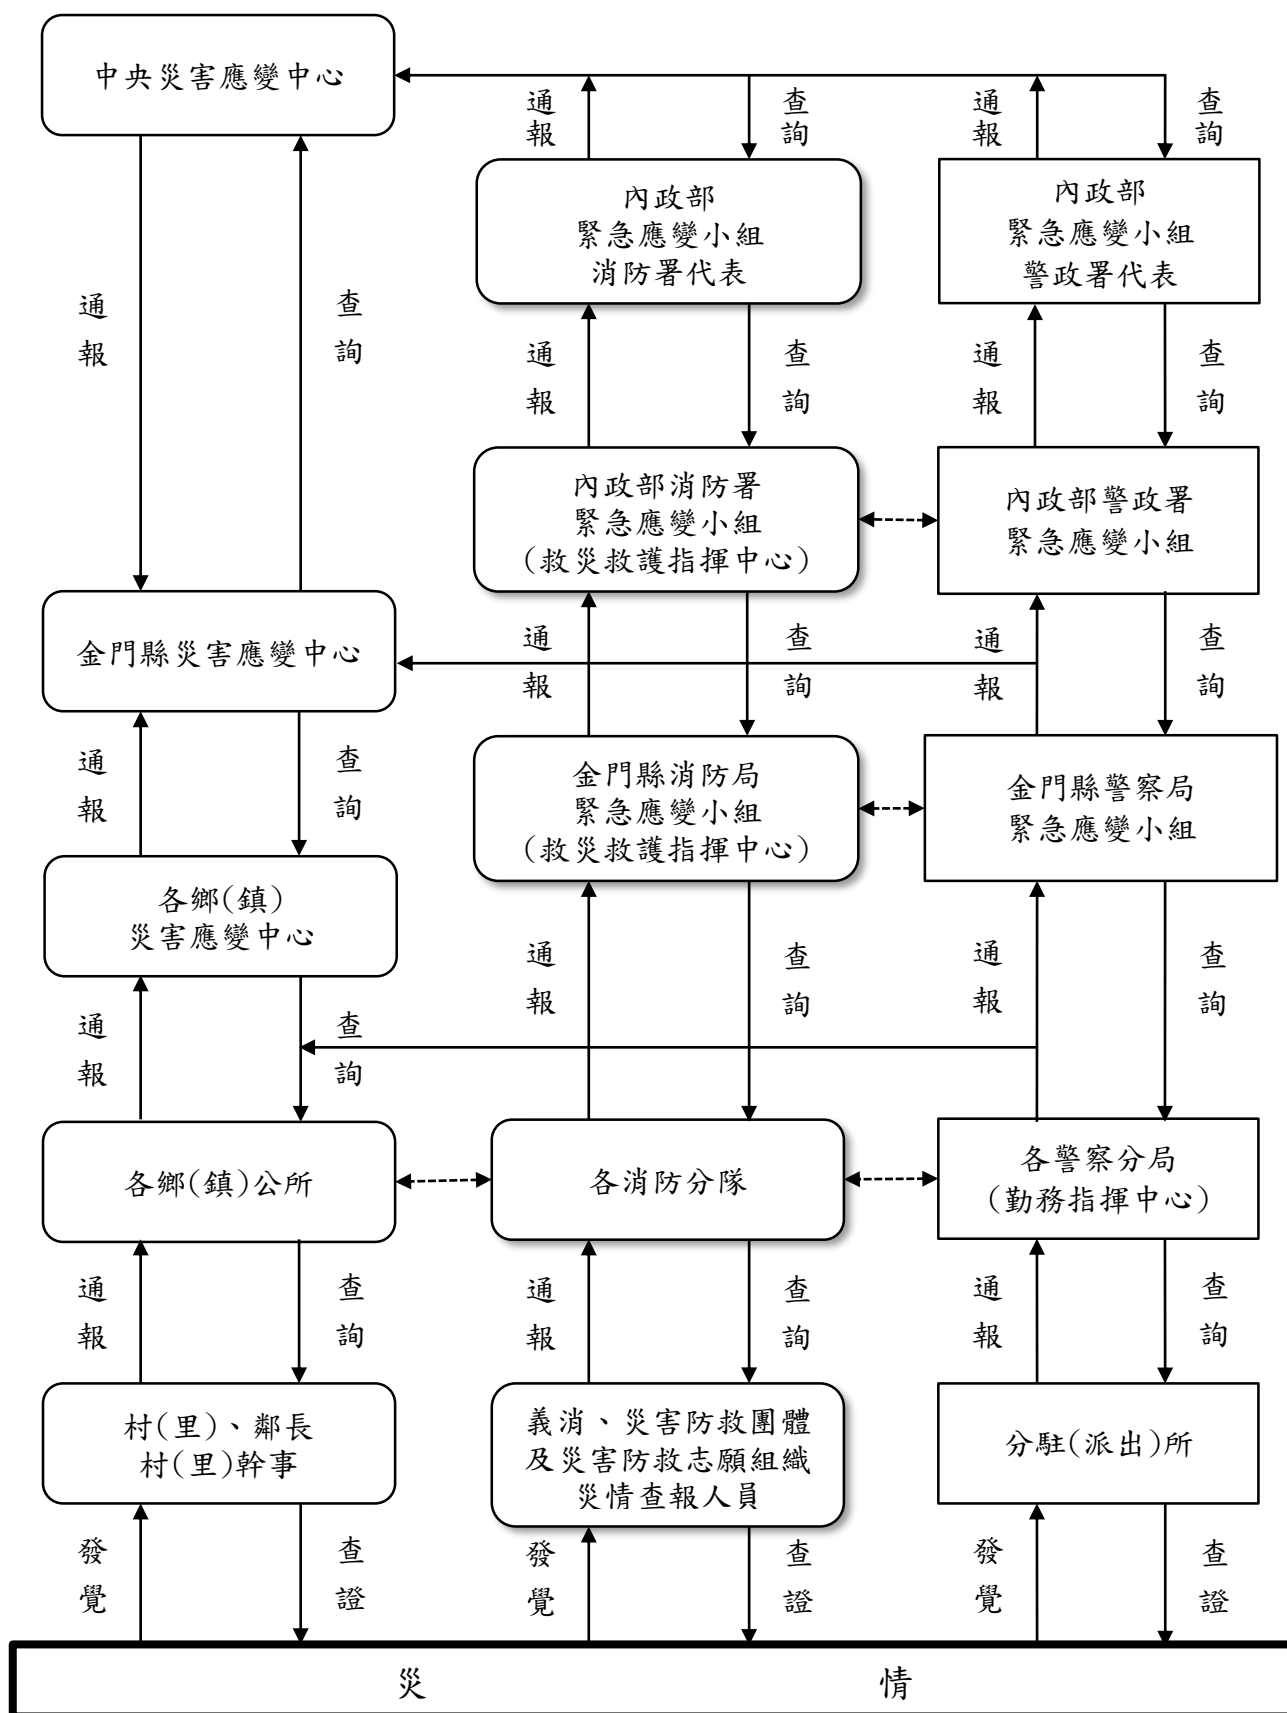 中央災害應變中心
通報
查詢
通報
查詢
內政部
緊急應變小組
消防署代表
內政部
緊急應變小組
警政署代表
通報
查詢
通報
查詢
通報
查詢
內政部消防署
緊急應變小組
(救災救護指揮中心)
內政部警政署
緊急應變小組
金門縣災害應變中心
通報
查詢
通報
查詢
通報
查詢
金門縣消防局
緊急應變小組
(救災救護指揮中心)
金門縣警察局
緊急應變小組
各鄉(鎮)
災害應變中心
通報
查詢
通報
查詢
通報
查詢
各鄉(鎮)公所
各消防分隊
各警察分局
(勤務指揮中心)
通報
查詢
通報
查詢
通報
查詢
村(里)、鄰長
村(里)幹事
義消、災害防救團體
及災害防救志願組織
災情查報人員
分駐(派出)所
發覺
查證
發覺
查證
發覺
查證
災情